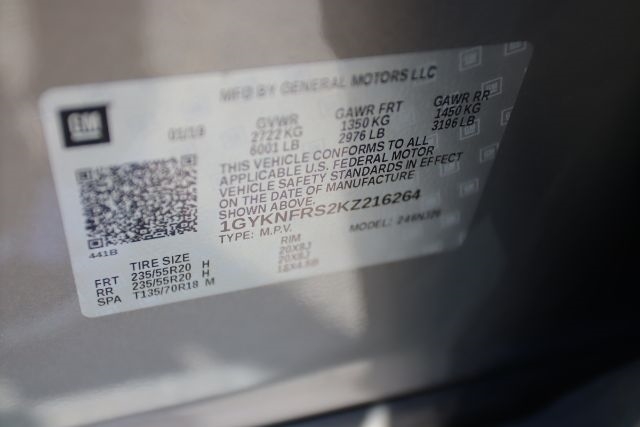 MFD BY GENERAL MOTORS LLC
GM
01/19
GVWR GAWR FRT GAWR RR
2722 KG 1350 KG 1450 KG
6001 LB 2976 LB 3196 LB
THIS VEHICLE CONFORMS TO ALL
APPLICABLE U.S. FEDERAL MOTOR
VEHICLE SAFETY STANDARDS IN EFFECT
ON THE DATE OF MANUFACTURE
SHOWN ABOVE.
1GYKNFRS2KZ216264
TYPE: M.P.V. MODEL:
441B
TIRE SIZE RIM
FRT 235/55R20 H 20X8J
RR 235/55R20 H 20X8J
SPA T135/70R18 M 18X4.5B